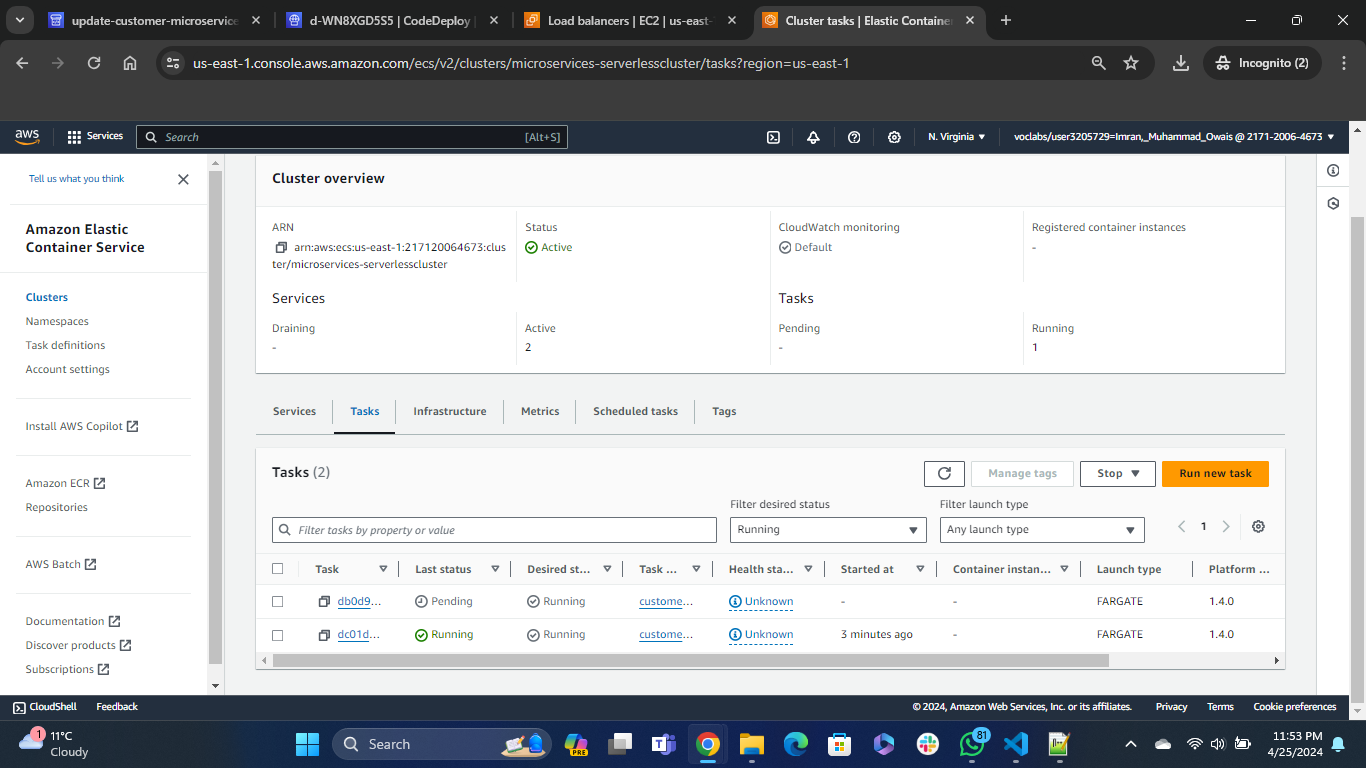 update-customer-microservice
d-WN8XGD5S5 | CodeDeploy |
Load balancers | EC2 | us-east-
Cluster tasks | Elastic Container
us-east-1.console.aws.amazon.com/ecs/v2/clusters/microservices-serverlesscluster/tasks?region=us-east-1
Incognito (2)
aws
Services
Search
[Alt+S]
N. Virginia
voclabs/user3205729=Imran,_Muhammad_Owais @ 2171-2006-4673
Tell us what you think
Amazon Elastic
Container Service
Clusters
Namespaces
Task definitions
Account settings
Install AWS Copilot
Amazon ECR
Repositories
AWS Batch
Documentation
Discover products
Subscriptions
Cluster overview
ARN
arn:aws:ecs:us-east-1:217120064673:clus
ter/microservices-serverlesscluster
Status
Active
CloudWatch monitoring
Default
Registered container instances
-
Services
Tasks
Draining
-
Active
2
Pending
-
Running
1
Services
Tasks
Infrastructure
Metrics
Scheduled tasks
Tags
Tasks (2)
Manage tags
Stop
Run new task
Filter desired status
Filter launch type
Filter tasks by property or value
Running
Any launch type
1
Task
Last status
Desired st...
Task ...
Health sta...
Started at
Container instan...
Launch type
Platform ...
db0d9...
Pending
Running
custome...
Unknown
-
-
FARGATE
1.4.0
dc01d...
Running
Running
custome...
Unknown
3 minutes ago
-
FARGATE
1.4.0
CloudShell
Feedback
© 2024, Amazon Web Services, Inc. or its affiliates.
Privacy
Terms
Cookie preferences
1
11°C
Cloudy
Search
PRE
81
11:53 PM
4/25/2024